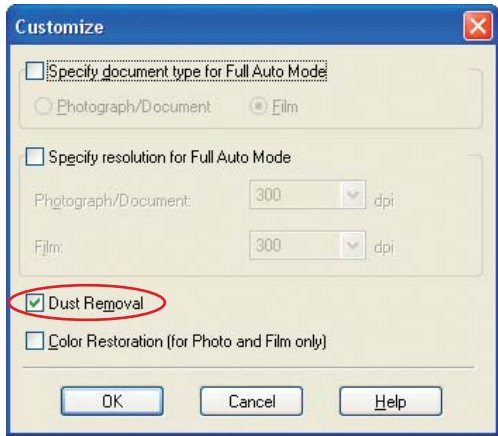 Customize
Specify document type for Full Auto Mode
Photograph/Document Film
Specify resolution for Full Auto Mode
Photograph/Document: 300 dpi
Film: 300 dpi
Dust Removal
Color Restoration (for Photo and Film only)
OK Cancel Help